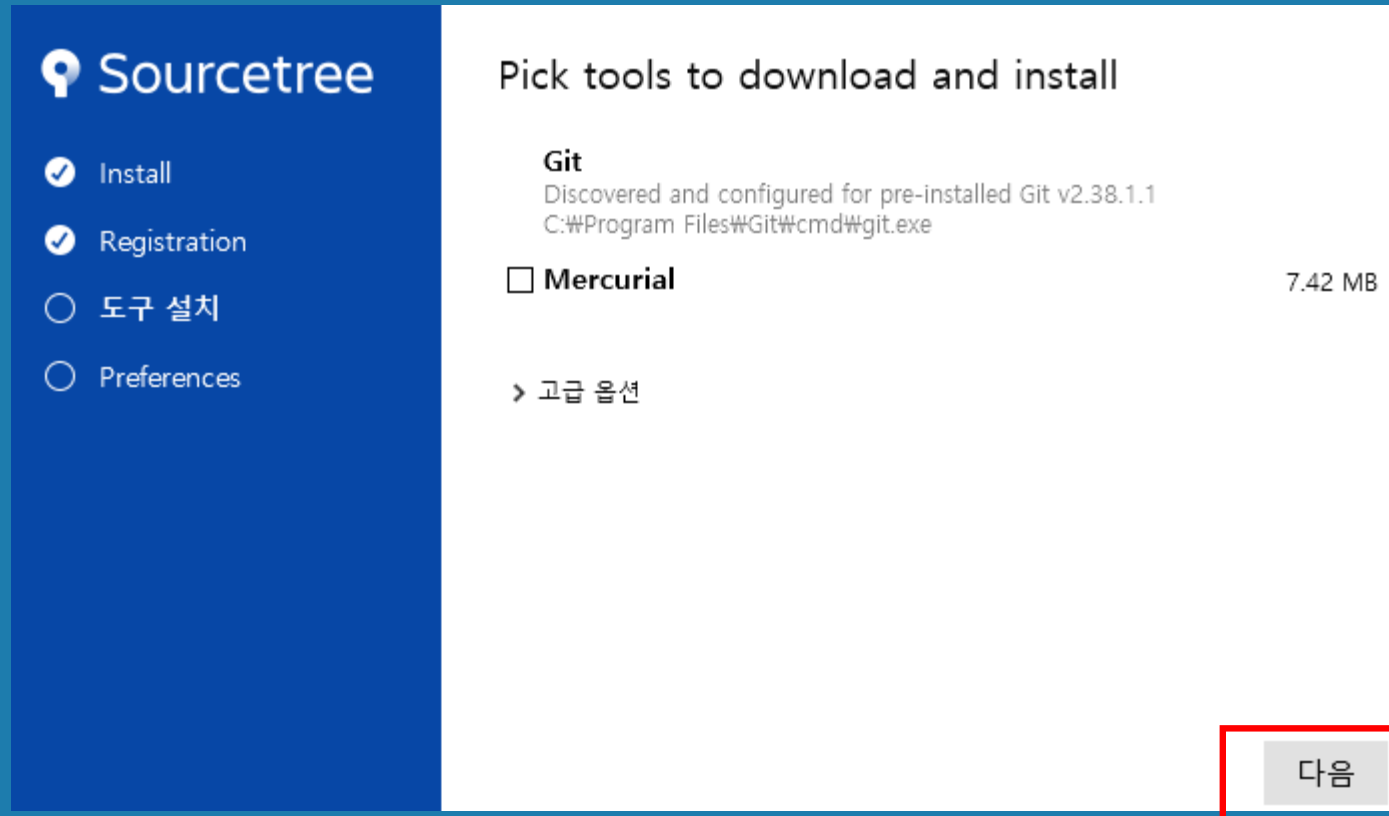 Sourcetree
Install
Registration
도구 설치
Preferences
Pick tools to download and install
Git
Discovered and configured for pre-installed Git v2.38.1.1
C:₩Program Files₩Git₩cmd₩git.exe
Mercurial
7.42 MB
고급 옵션
다음